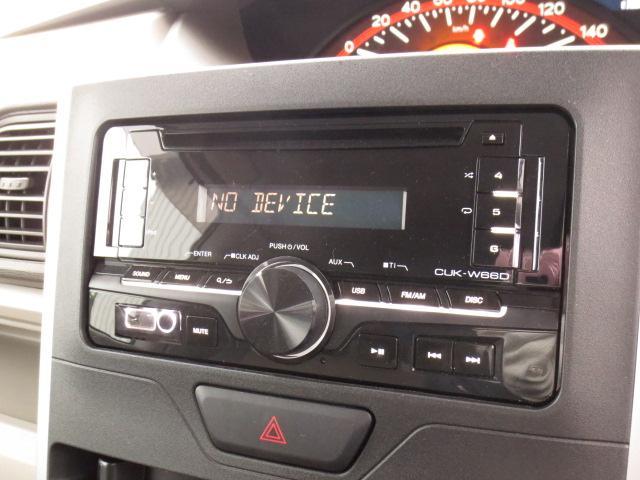 0 20 40 60 80 100 120 140
km/h
NO DEVICE
4
5
6
ENTER
CLK ADJ
PUSH /VOL
AUX
TI
CUK-W66D
SOUND
MENU
USB
FM/AM
DISC
MUTE